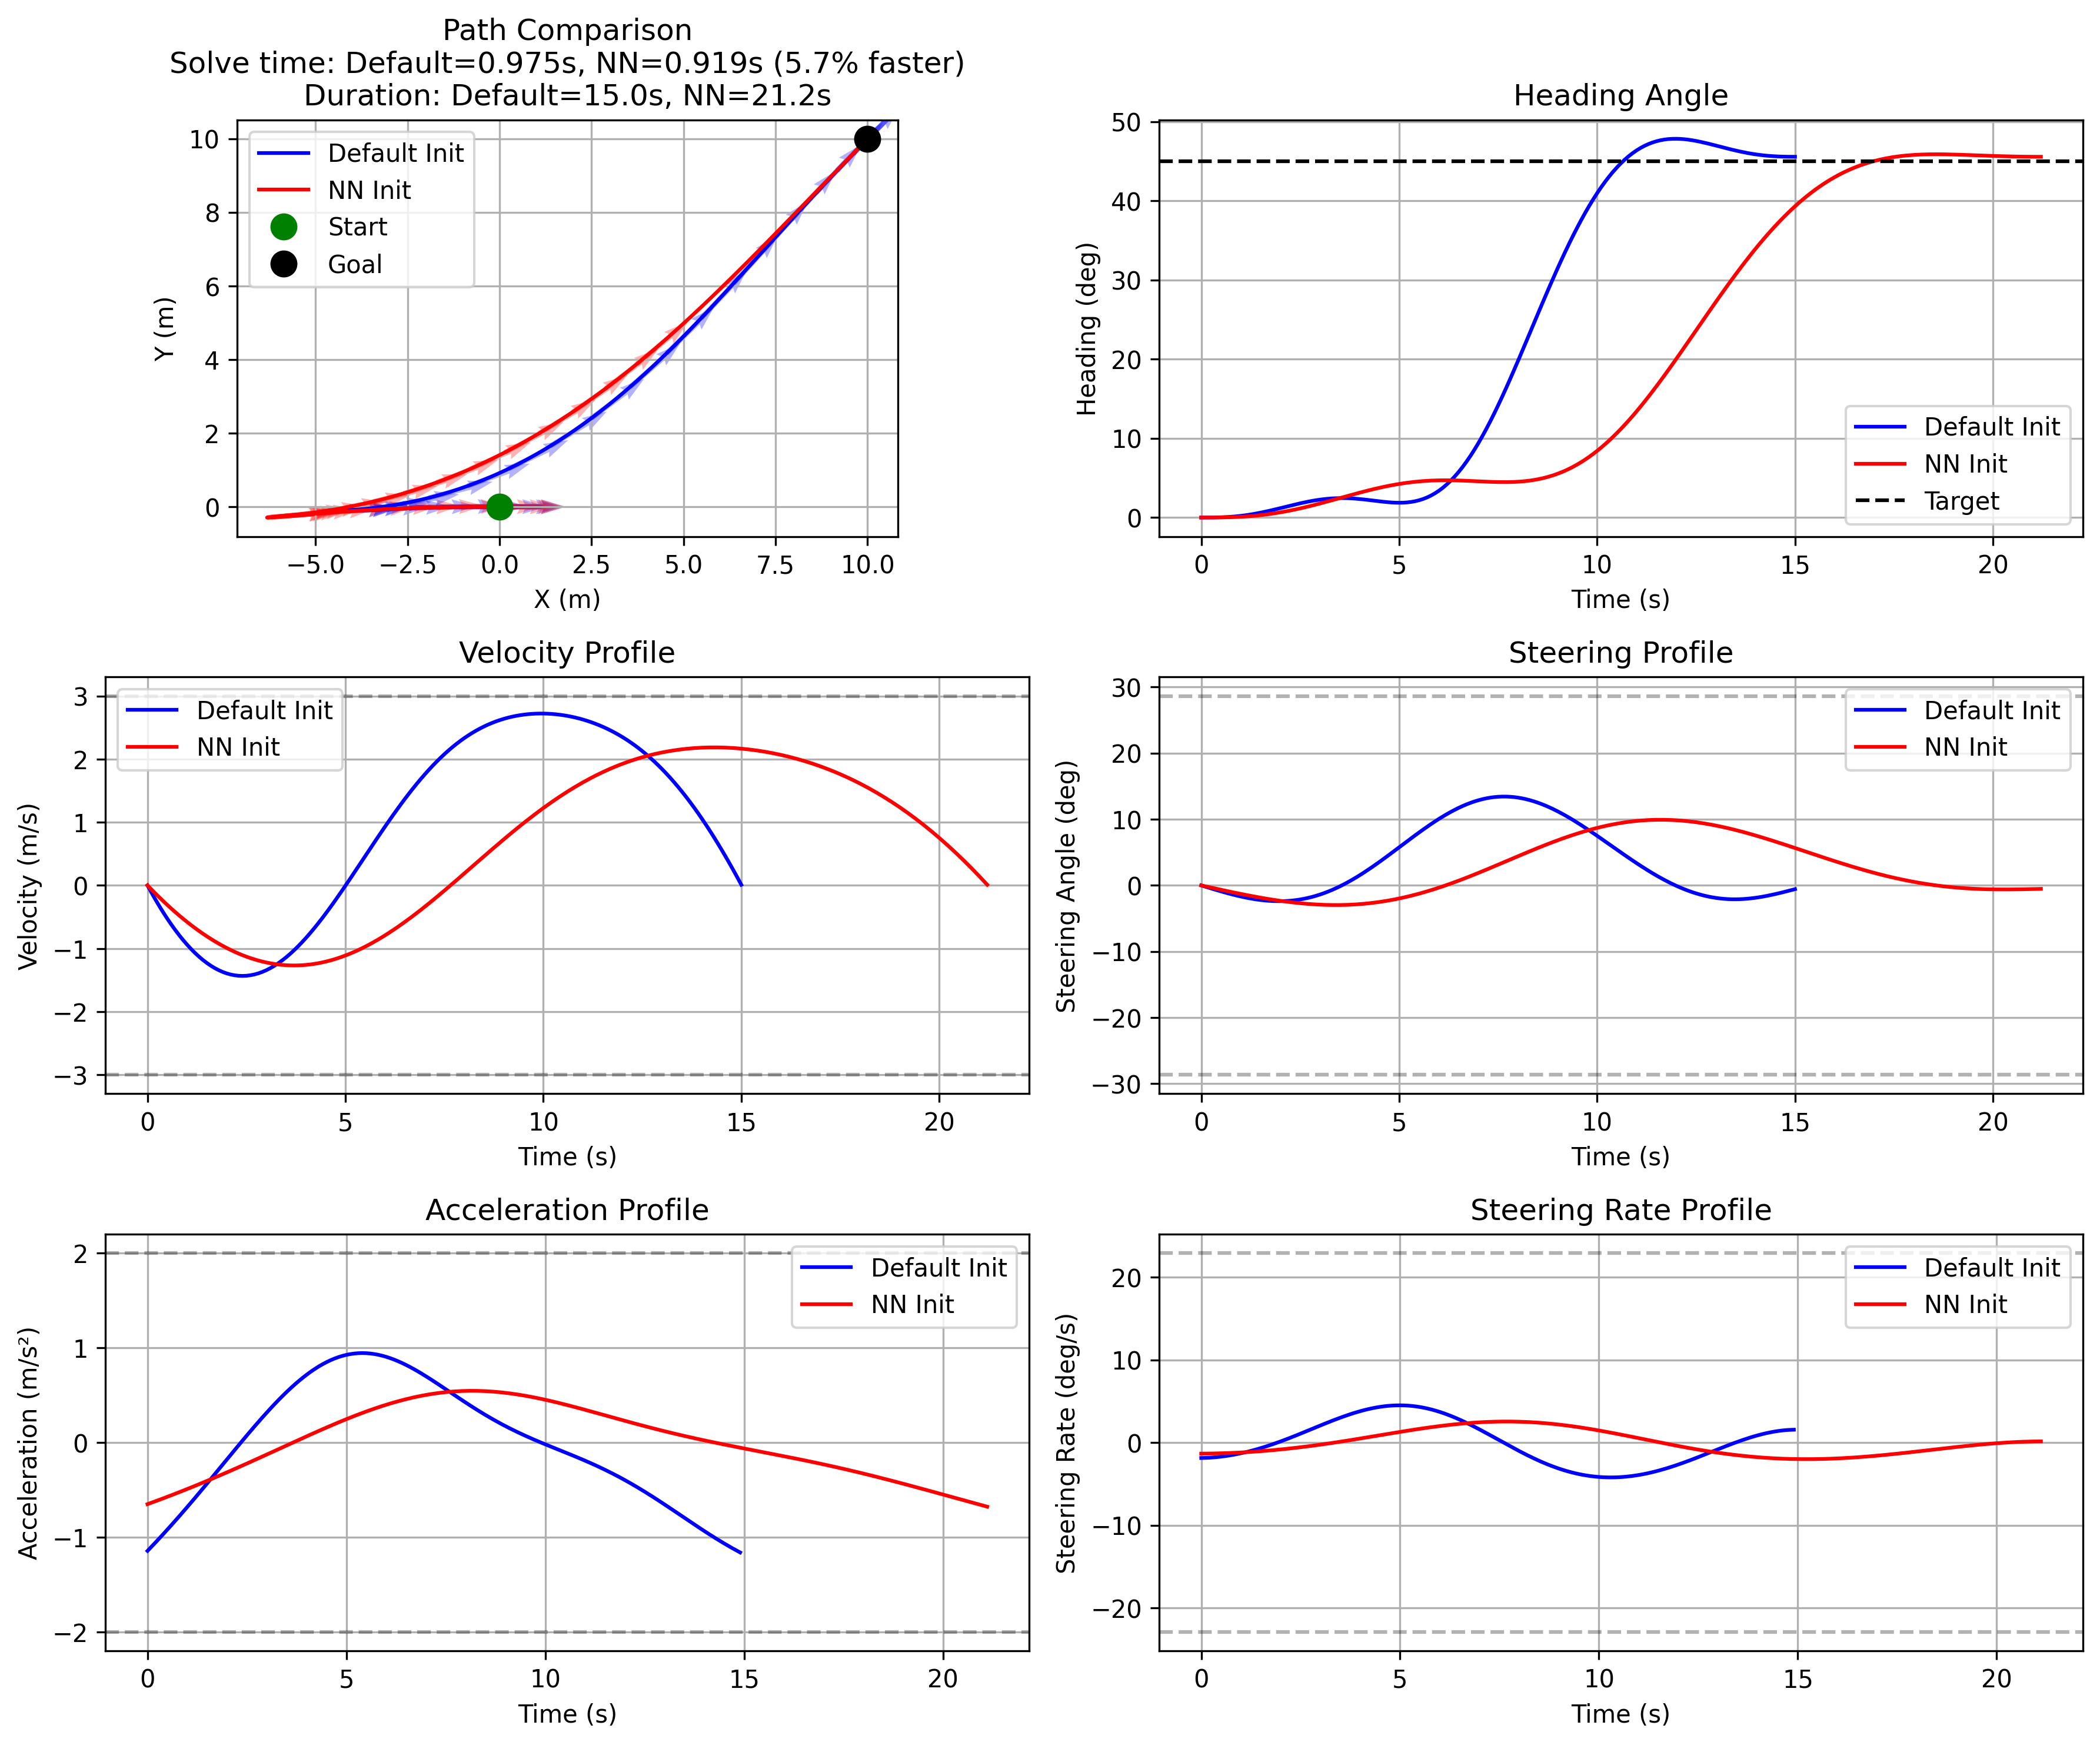 Path Comparison
Solve time: Default=0.975s, NN=0.919s (5.7% faster)
Duration: Default=15.0s, NN=21.2s
10
8
6
4
2
0
Y (m)
Default Init
NN Init
Start
Goal
−5.0
−2.5
0.0
2.5
5.0
7.5
10.0
X (m)
Heading Angle
50
40
30
20
10
0
Heading (deg)
Default Init
NN Init
Target
0
5
10
15
20
Time (s)
Velocity Profile
3
2
1
0
−1
−2
−3
Velocity (m/s)
Default Init
NN Init
0
5
10
15
20
Time (s)
Steering Profile
30
20
10
0
−10
−20
−30
Steering Angle (deg)
Default Init
NN Init
0
5
10
15
20
Time (s)
Acceleration Profile
2
1
0
−1
−2
Acceleration (m/s²)
Default Init
NN Init
0
5
10
15
20
Time (s)
Steering Rate Profile
20
10
0
−10
−20
Steering Rate (deg/s)
Default Init
NN Init
0
5
10
15
20
Time (s)